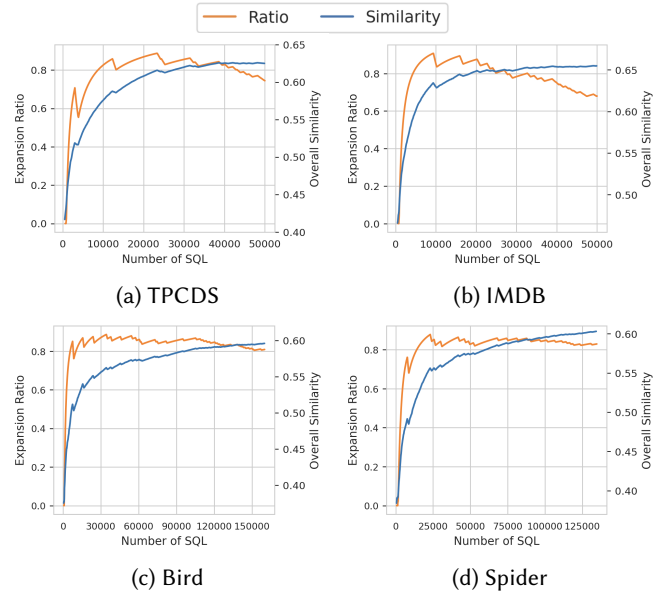 Ratio Similarity
0.8
0.6
0.4
0.2
0.0
Expansion Ratio
0.65
0.60
0.55
0.50
0.45
0.40
Overall Similarity
0 10000 20000 30000 40000 50000
Number of SQL
(a) TPCDS
0.8
0.6
0.4
0.2
0.0
Expansion Ratio
0.65
0.60
0.55
0.50
Overall Similarity
0 10000 20000 30000 40000 50000
Number of SQL
(b) IMDB
0.8
0.6
0.4
0.2
0.0
Expansion Ratio
0.60
0.55
0.50
0.45
0.40
Overall Similarity
0 30000 60000 90000 120000 150000
Number of SQL
(c) Bird
0.8
0.6
0.4
0.2
0.0
Expansion Ratio
0.60
0.55
0.50
0.45
0.40
Overall Similarity
0 25000 50000 75000 100000 125000
Number of SQL
(d) Spider